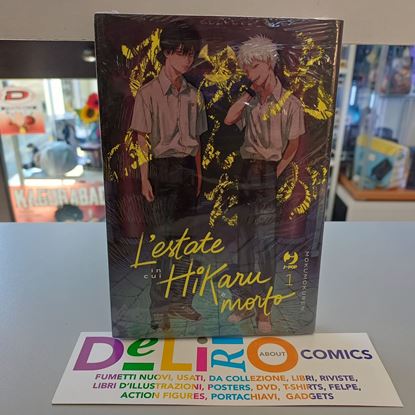 KAGURABAC
L'estate
in
cui
HiKaru
è
morto
J-POP
1
MOKUMOKUREN
DeLiRio
ABOUT
COMICS
FUMETTI NUOVI, USATI, DA COLLEZIONE, LIBRI, RIVISTE,
LIBRI D'ILLUSTRAZIONI, POSTERS, DVD, T-SHIRTS, FELPE,
ACTION FIGURES, PORTACHIAVI, GADGETS